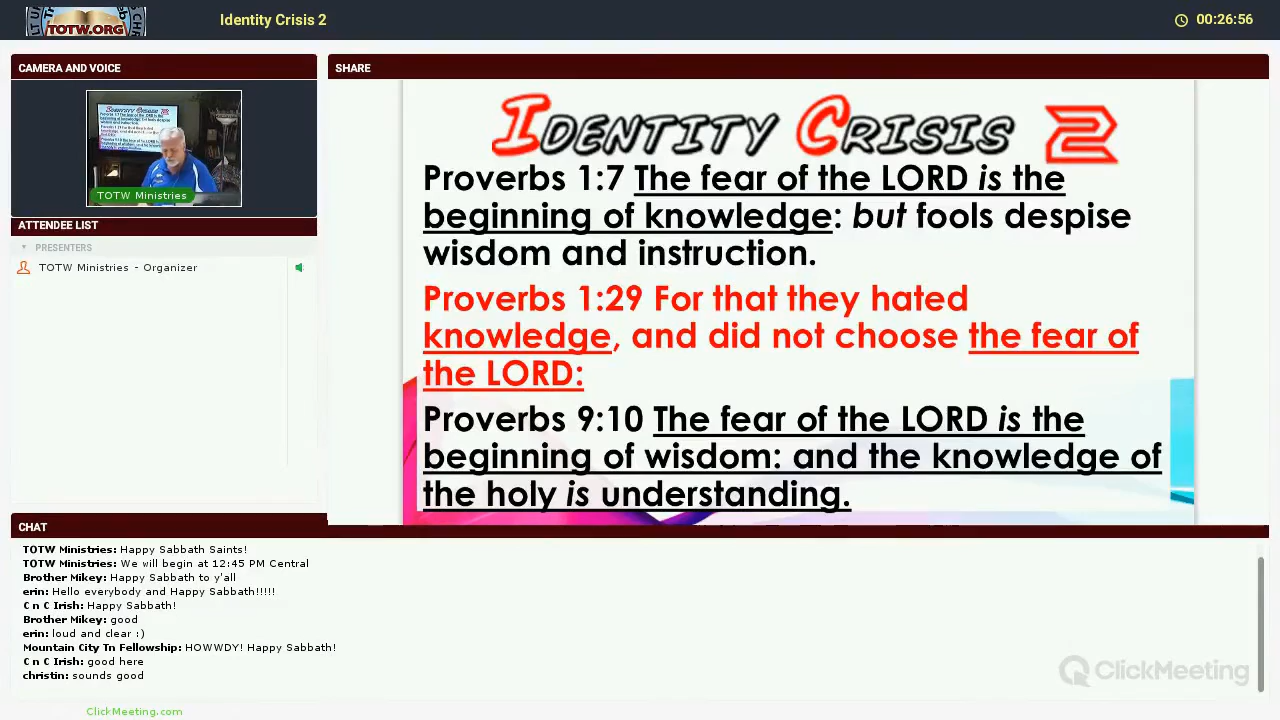 TOTW.ORG
Identity Crisis 2
00:26:56
CAMERA AND VOICE
TOTW Ministries
ATTENDEE LIST
PRESENTERS
TOTW Ministries - Organizer
SHARE
IDENTITY CRISIS 2
Proverbs 1:7 The fear of the LORD is the
beginning of knowledge: but fools despise
wisdom and instruction.
Proverbs 1:29 For that they hated
knowledge, and did not choose the fear of
the LORD:
Proverbs 9:10 The fear of the LORD is the
beginning of wisdom: and the knowledge of
the holy is understanding.
CHAT
TOTW Ministries: Happy Sabbath Saints!
TOTW Ministries: We will begin at 12:45 PM Central
Brother Mikey: Happy Sabbath to y'all
erin: Hello everybody and Happy Sabbath!!!!!
C n C Irish: Happy Sabbath!
Brother Mikey: good
erin: loud and clear :)
Mountain City Tn Fellowship: HOWWDY! Happy Sabbath!
C n C Irish: good here
christin: sounds good
ClickMeeting
ClickMeeting.com